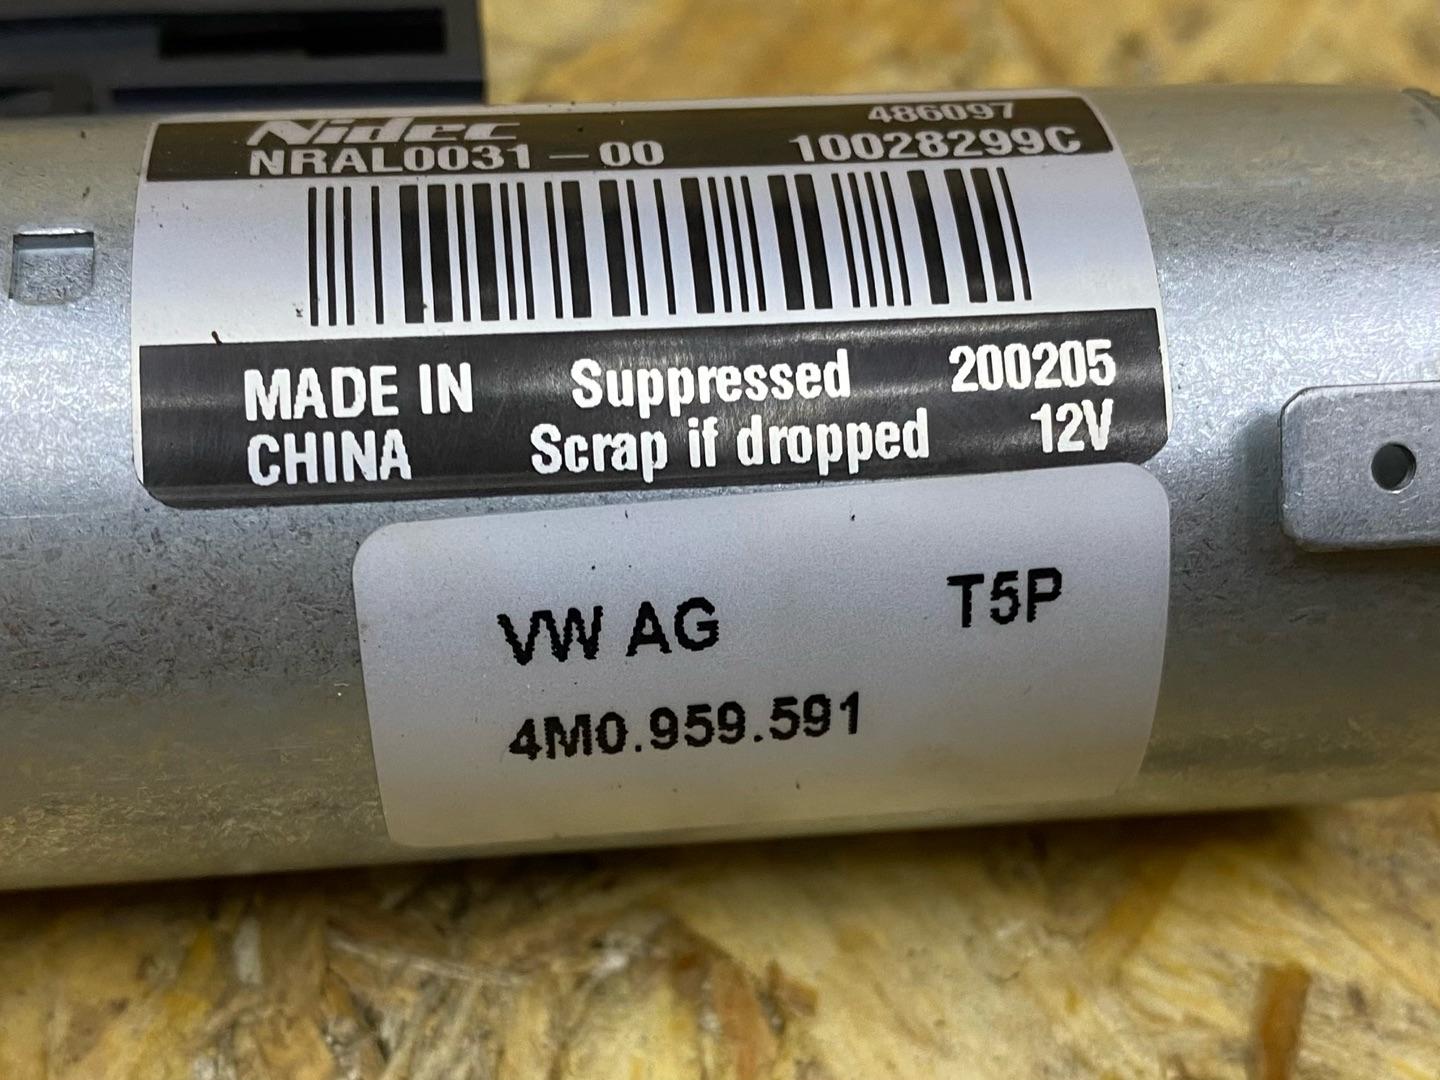 Nidec 486097
NRAL0031-00 10028299C
MADE IN Suppressed 200205
CHINA Scrap if dropped 12V
VW AG T5P
4M0.959.591